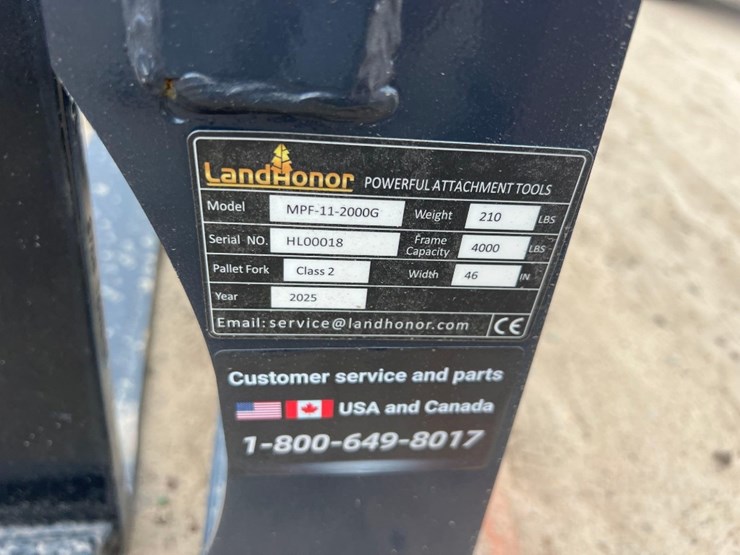 LandHonor POWERFUL ATTACHMENT TOOLS
Model MPF-11-2000G Weight 210 LBS
Serial NO. HL00018 Frame Capacity 4000 LBS
Pallet Fork Class 2 Width 46 IN
Year 2025
Email: service@landhonor.com CE
Customer service and parts
USA and Canada
1-800-649-8017